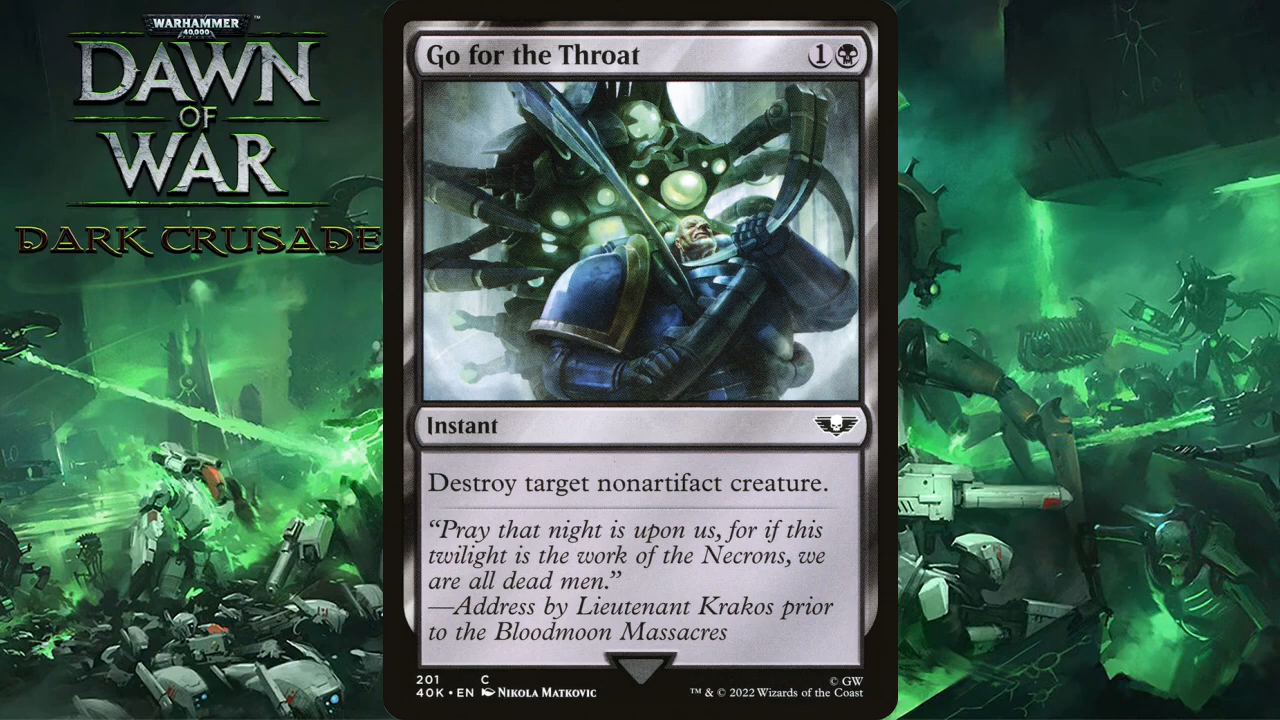 WARHAMMER™
40,000
DAWN
OF
WAR
DARK CRUSADE
Go for the Throat 1
Instant
Destroy target nonartifact creature.
“Pray that night is upon us, for if this
twilight is the work of the Necrons, we
are all dead men.”
—Address by Lieutenant Krakos prior
to the Bloodmoon Massacres
201 C © GW
40K • EN Nikola Matkovic ™ & © 2022 Wizards of the Coast